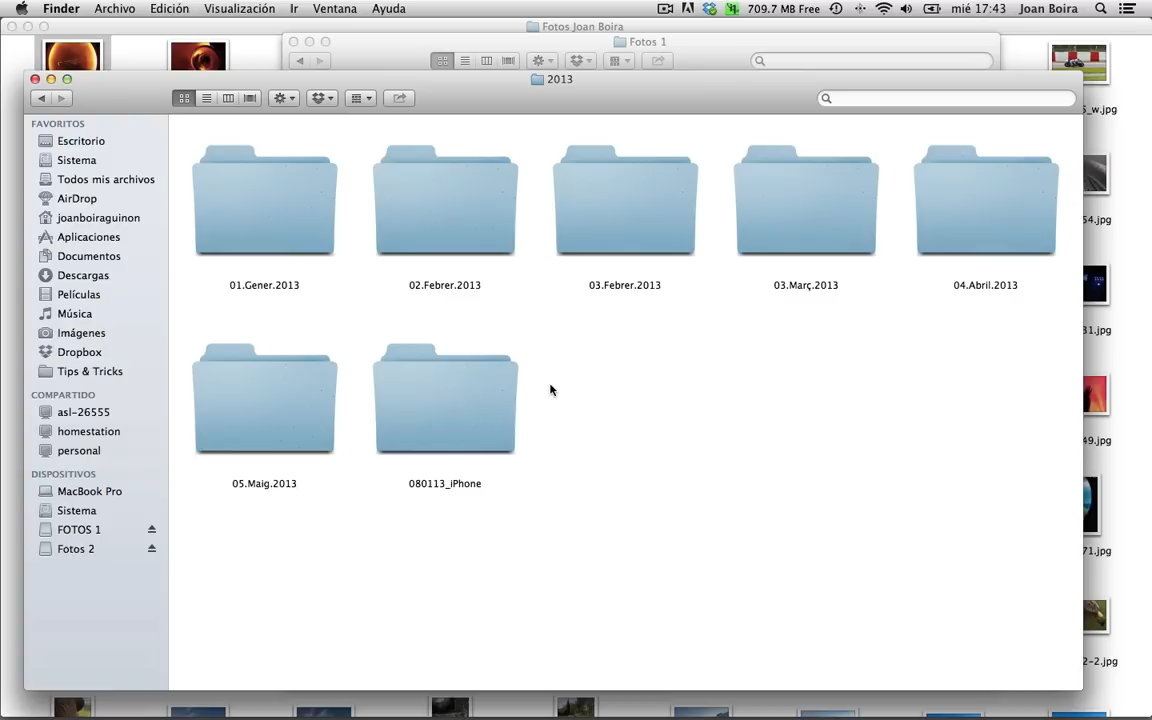 Finder Archivo Edición Visualización Ir Ventana Ayuda 709.7 MB Free mié 17:43 Joan Boira
Fotos Joan Boira
Fotos 1
2013
FAVORITOS
Escritorio
Sistema
Todos mis archivos
AirDrop
joanboiraguinon
Aplicaciones
Documentos
Descargas
Películas
Música
Imágenes
Dropbox
Tips & Tricks
COMPARTIDO
asl-26555
homestation
personal
DISPOSITIVOS
MacBook Pro
Sistema
FOTOS 1
Fotos 2
01.Gener.2013 02.Febrer.2013 03.Febrer.2013 03.Març.2013 04.Abril.2013
05.Maig.2013 080113_iPhone
_w.jpg
54.jpg
31.jpg
49.jpg
71.jpg
2-2.jpg